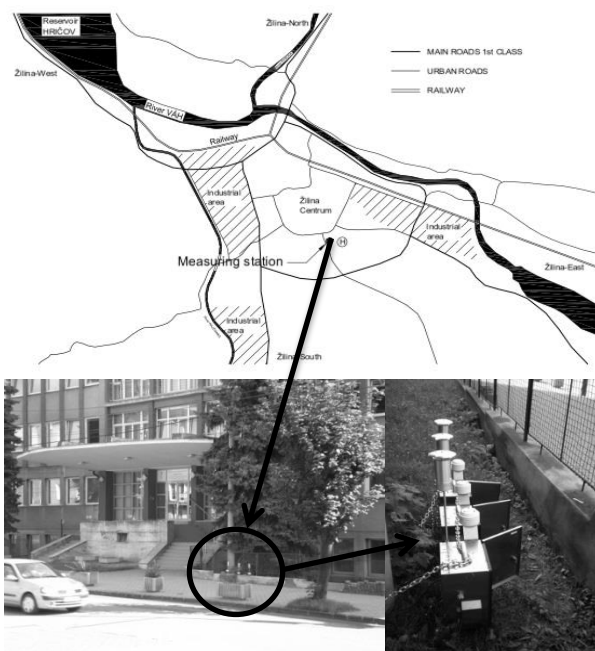 Reservoir
HRIČOV
Žilina-North
Žilina-West
MAIN ROADS 1st CLASS
URBAN ROADS
RAILWAY
River VÁH
Railway
Industrial
area
Žilina
Centrum
H
Industrial
area
Measuring station
Žilina-East
Industrial
area
Žilina-South